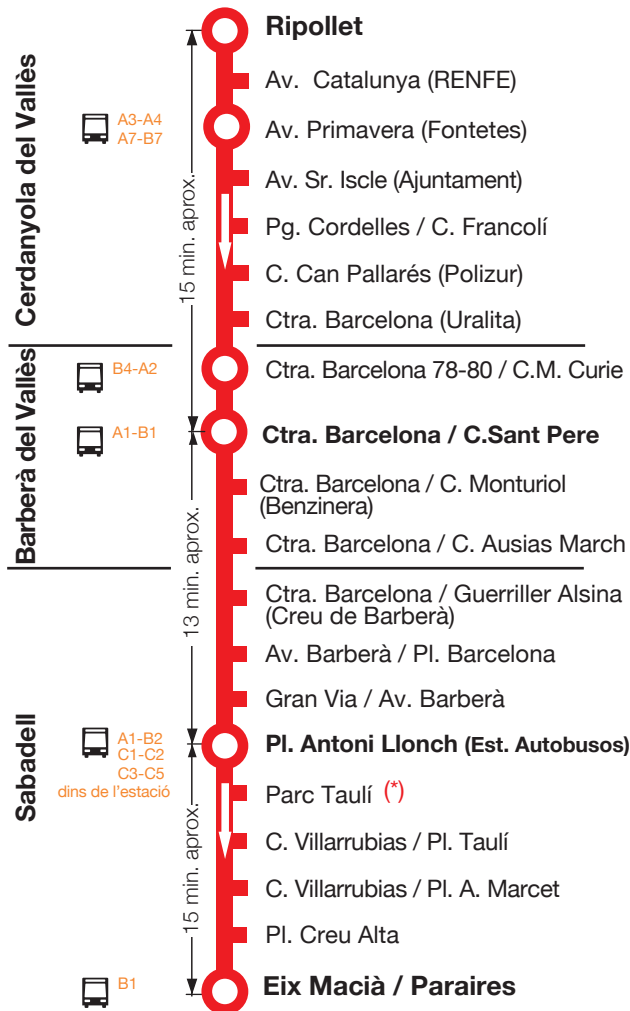 Ripollet
Av. Catalunya (RENFE)
A3-A4
A7-B7
Av. Primavera (Fontetes)
Av. Sr. Iscle (Ajuntament)
Pg. Cordelles / C. Francolí
C. Can Pallarés (Polizur)
Ctra. Barcelona (Uralita)
Cerdanyola del Vallès
15 min. aprox.
B4-A2
Ctra. Barcelona 78-80 / C.M. Curie
A1-B1
Ctra. Barcelona / C.Sant Pere
Ctra. Barcelona / C. Monturiol
(Benzinera)
Ctra. Barcelona / C. Ausias March
Barberà del Vallès
13 min. aprox.
Ctra. Barcelona / Guerriller Alsina
(Creu de Barberà)
Av. Barberà / Pl. Barcelona
Gran Via / Av. Barberà
A1-B2
C1-C2
C3-C5
dins de l'estació
Pl. Antoni Llonch (Est. Autobusos)
Parc Taulí (*)
C. Villarrubias / Pl. Taulí
C. Villarrubias / Pl. A. Marcet
Pl. Creu Alta
Sabadell
15 min. aprox.
B1
Eix Macià / Paraires